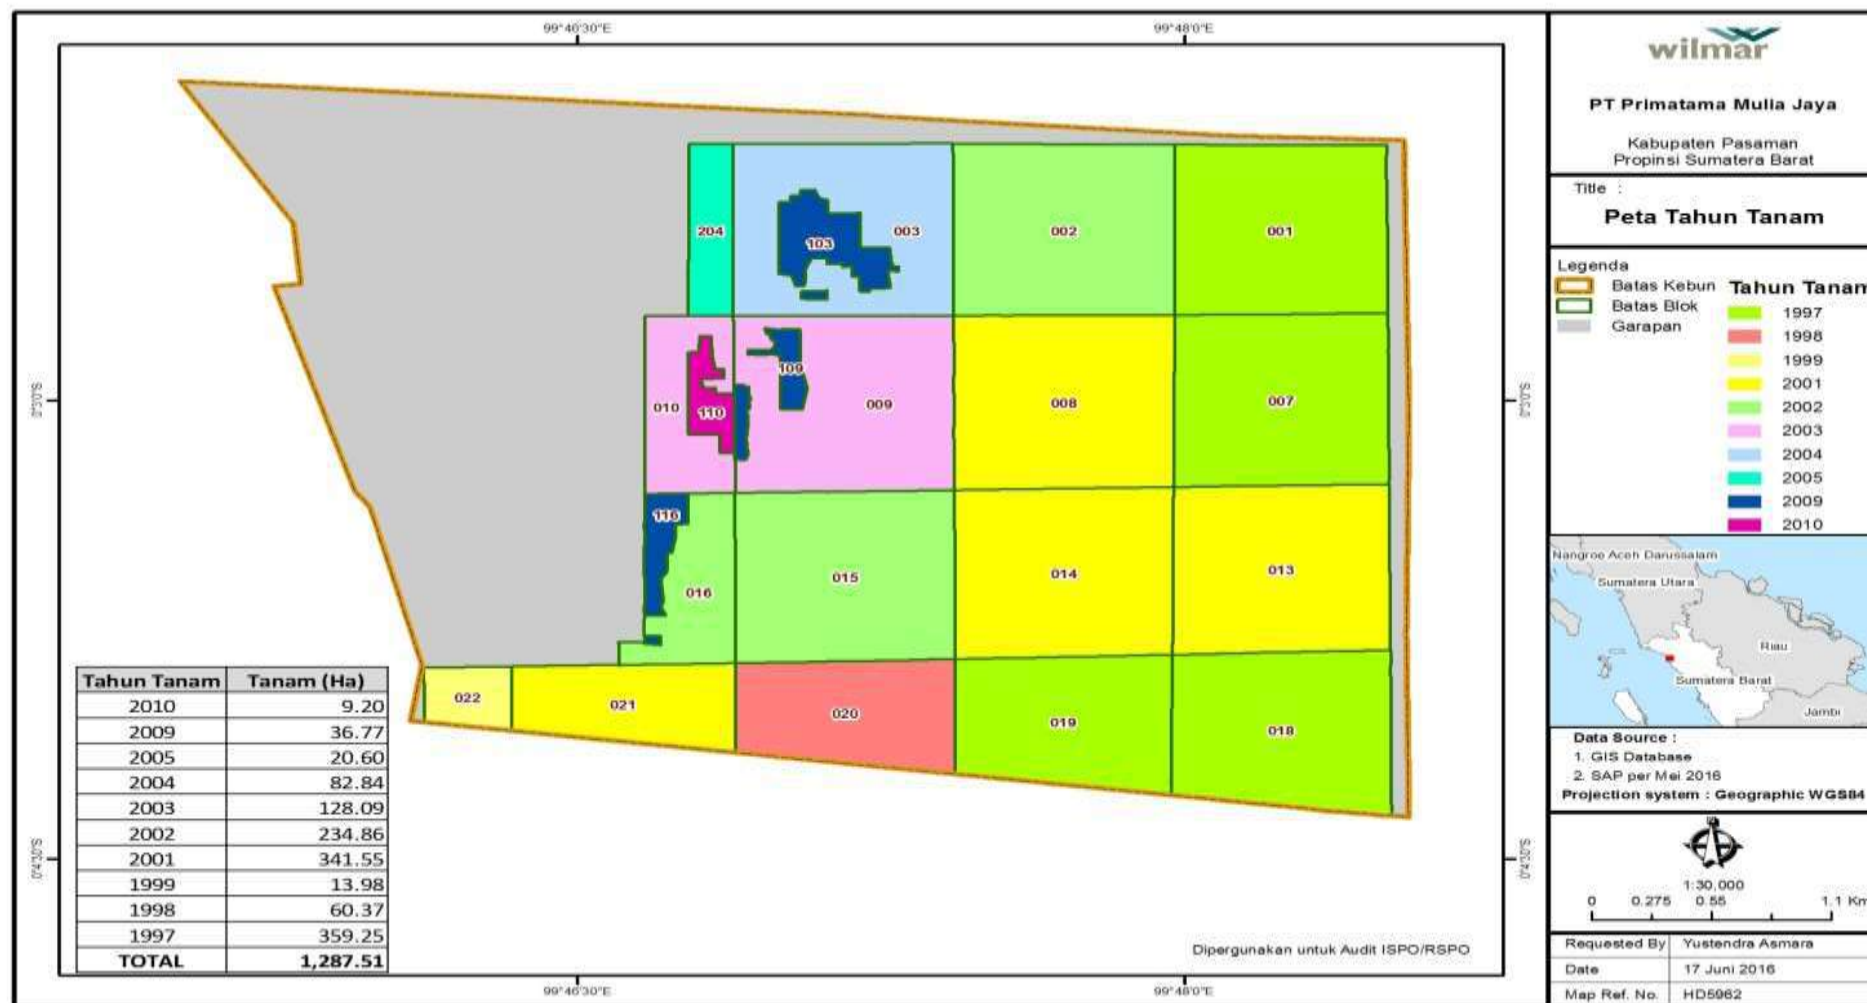 99°46'30"E
99°48'0"E
0°3'0"S
0°3'0"S
0°4'30"S
0°4'30"S
99°46'30"E
99°48'0"E
204
103
003
002
001
109
010
110
009
008
007
116
016
015
014
013
022
021
020
019
018
Tahun Tanam Tanam (Ha)
2010 9.20
2009 36.77
2005 20.60
2004 82.84
2003 128.09
2002 234.86
2001 341.55
1999 13.98
1998 60.37
1997 359.25
TOTAL 1,287.51
Dipergunakan untuk Audit ISPO/RSPO
wilmar
PT Primatama Mulia Jaya
Kabupaten Pasaman
Propinsi Sumatera Barat
Title :
Peta Tahun Tanam
Legenda
Batas Kebun
Batas Blok
Garapan
Tahun Tanam
1997
1998
1999
2001
2002
2003
2004
2005
2009
2010
Nangroe Aceh Darussalam
Sumatera Utara
Riau
Sumatera Barat
Jambi
Data Source :
1. GIS Database
2. SAP per Mei 2016
Projection system : Geographic WGS84
1:30,000
0 0.275 0.55 1.1 Km
Requested By Yustendra Asmara
Date 17 Juni 2016
Map Ref. No. HD5962